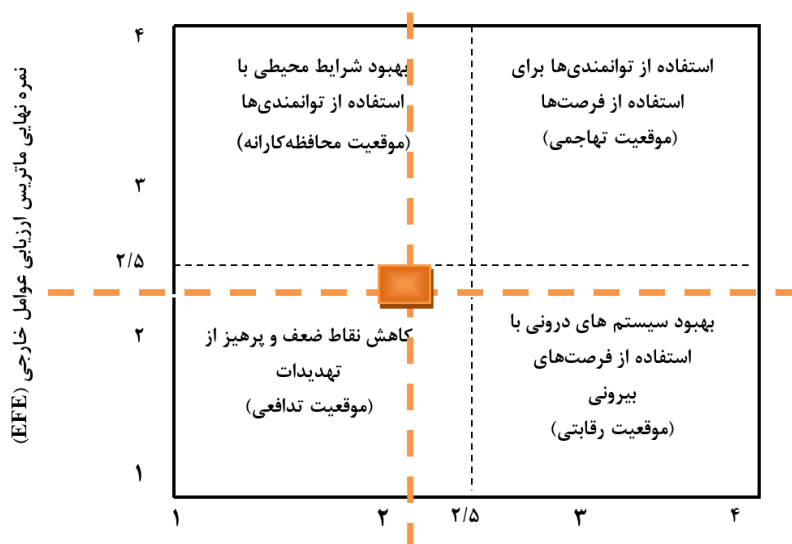 نمره نهایی ماتریس ارزیابی عوامل خارجی (EFE)
۴
۳
۲/۵
۲
۱
استفاده از توانمندی‌ها برای
استفاده از فرصت‌ها
(موقعیت تهاجمی)
بهبود شرایط محیطی با
استفاده از توانمندی‌ها
(موقعیت محافظه‌کارانه)
بهبود سیستم های درونی با
استفاده از فرصت‌های
بیرونی
(موقعیت رقابتی)
کاهش نقاط ضعف و پرهیز از
تهدیدات
(موقعیت تدافعی)
۱ ۲ ۲/۵ ۳ ۴